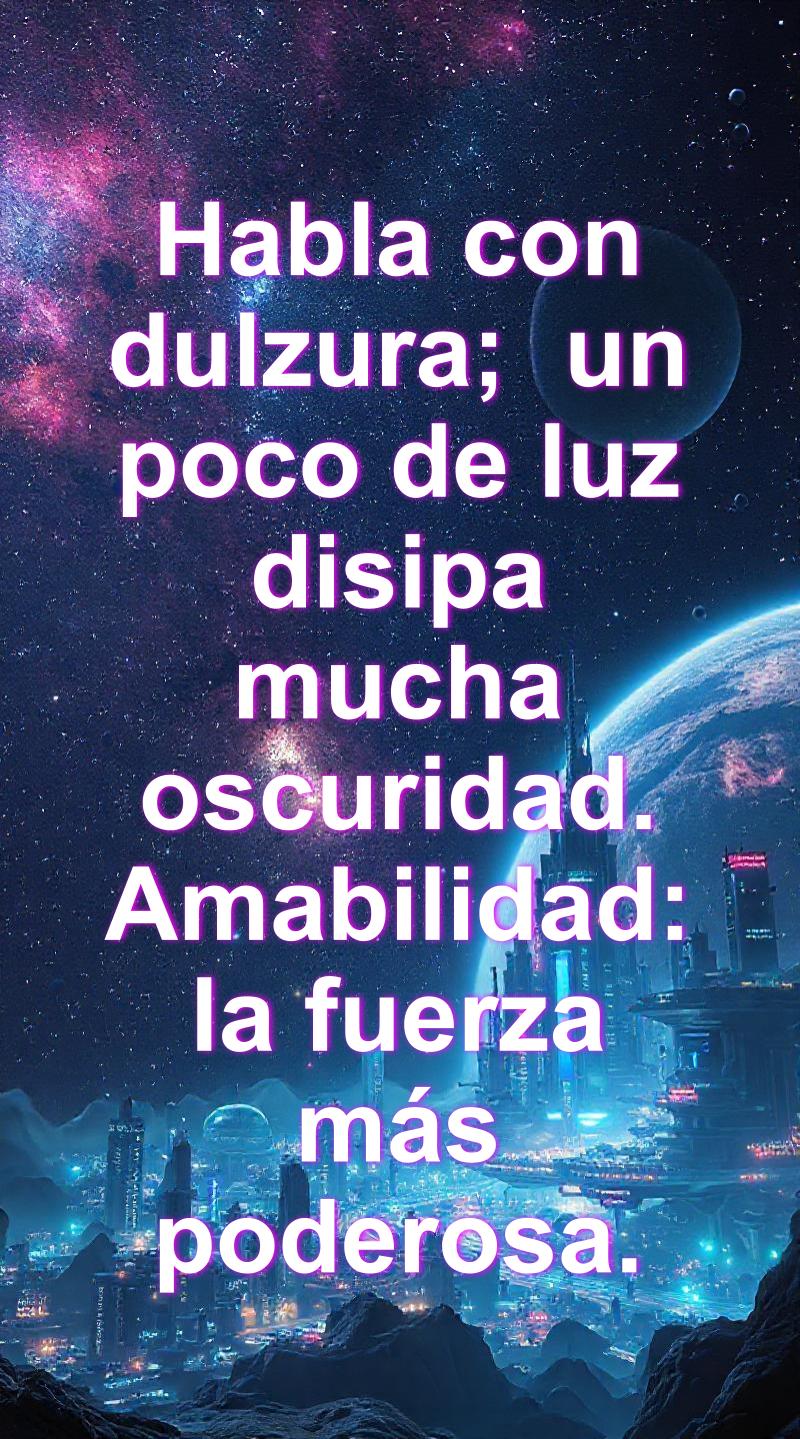 Habla con
dulzura;  un
poco de luz
disipa
mucha
oscuridad.
Amabilidad:
la fuerza
más
poderosa.